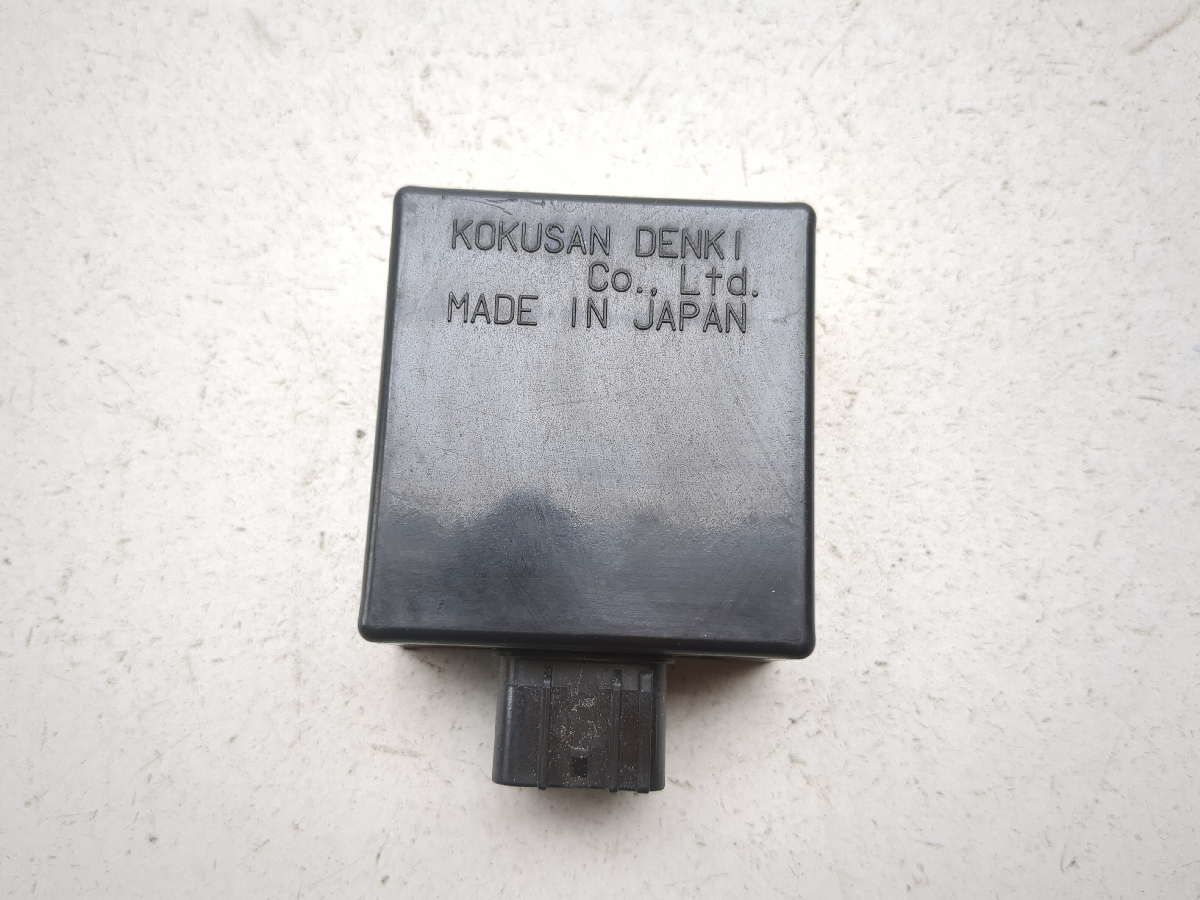 KOKUSAN DENKI
Co., Ltd.
MADE IN JAPAN